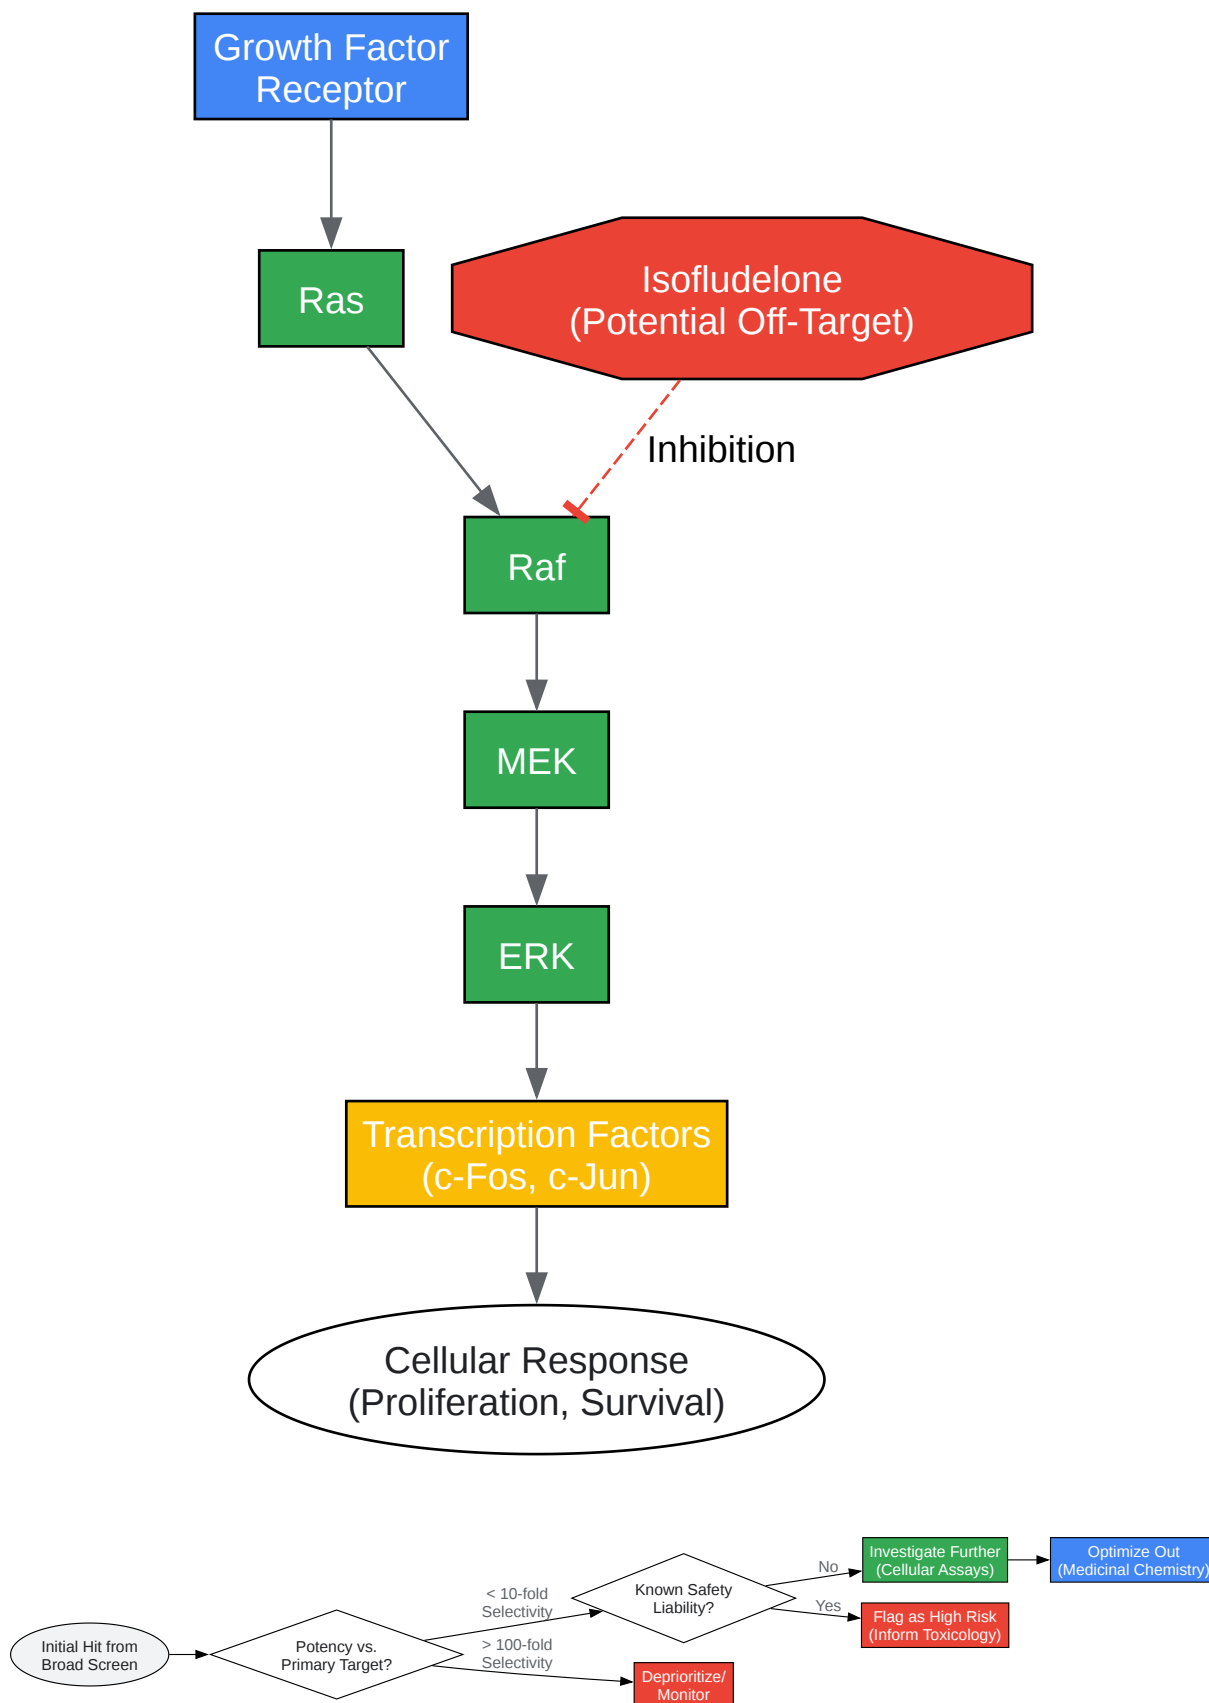 Growth Factor
Receptor
Ras
Isofludelone
(Potential Off-Target)
Inhibition
Raf
MEK
ERK
Transcription Factors
(c-Fos, c-Jun)
Cellular Response
(Proliferation, Survival)
Initial Hit from
Broad Screen
Potency vs.
Primary Target?
< 10-fold
Selectivity
> 100-fold
Selectivity
Known Safety
Liability?
Deprioritize/
Monitor
No
Yes
Investigate Further
(Cellular Assays)
Flag as High Risk
(Inform Toxicology)
Optimize Out
(Medicinal Chemistry)